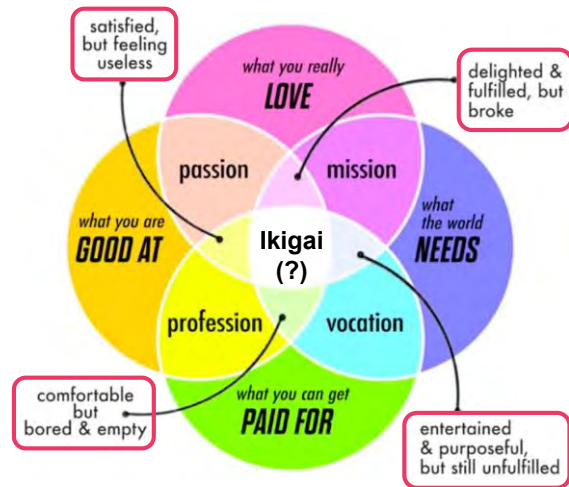 satisfied,
but feeling
useless
what you really
LOVE
delighted &
fulfilled, but
broke
passion
mission
what you are
GOOD AT
Ikigai
(?)
what
the world
NEEDS
profession
vocation
comfortable
but
bored & empty
what you can get
PAID FOR
entertained
& purposeful,
but still unfulfilled